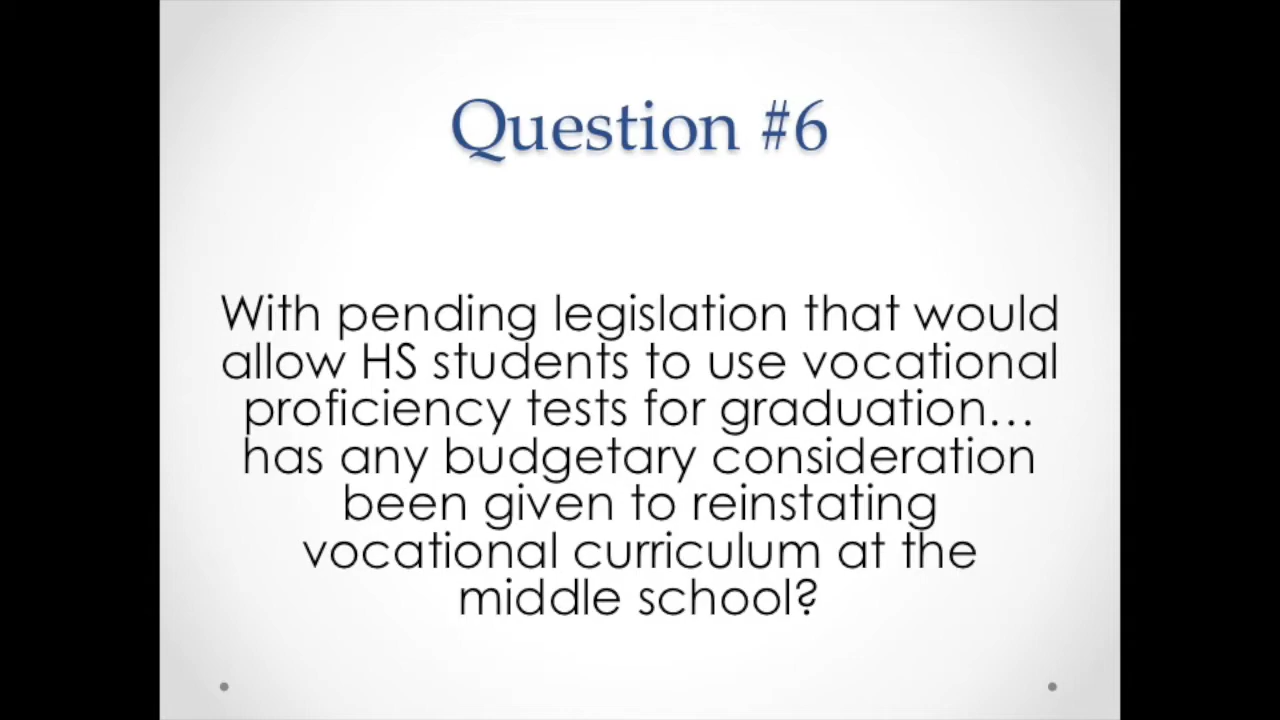 Question #6
With pending legislation that would
allow HS students to use vocational
proficiency tests for graduation…
has any budgetary consideration
been given to reinstating
vocational curriculum at the
middle school?